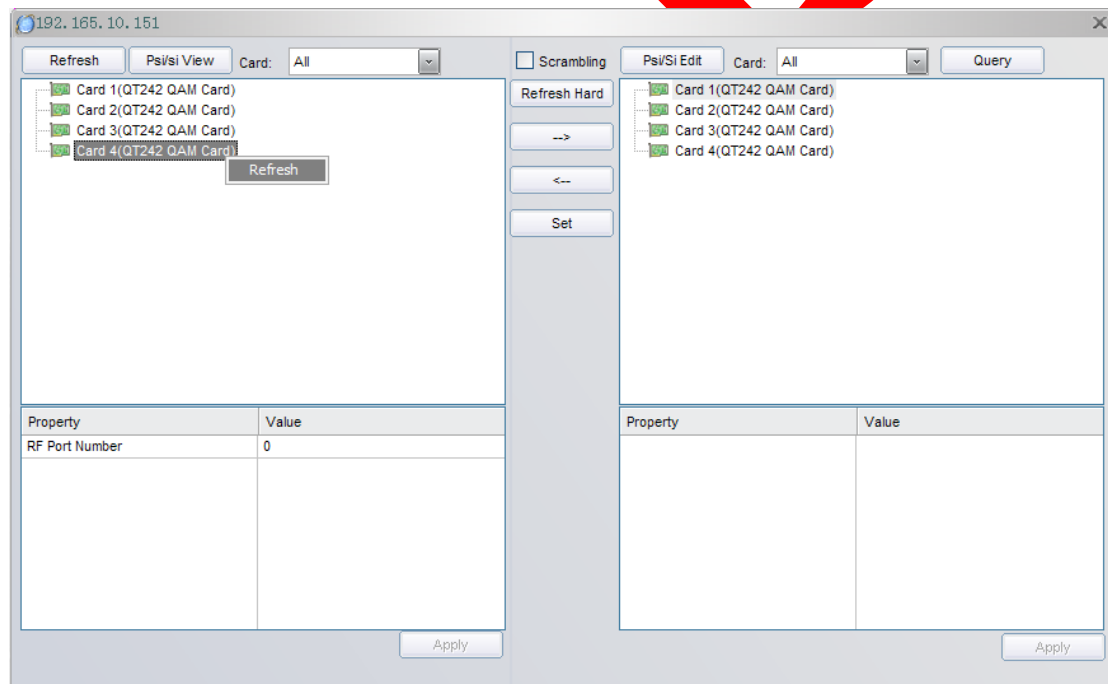 192.165.10.151
Refresh Psi/si View Card: All Scrambling Psi/Si Edit Card: All Query
Card 1(QT242 QAM Card) Refresh Hard Card 1(QT242 QAM Card)
Card 2(QT242 QAM Card) Card 2(QT242 QAM Card)
Card 3(QT242 QAM Card) --> Card 3(QT242 QAM Card)
Card 4(QT242 QAM Card) Card 4(QT242 QAM Card)
Refresh
<--
Set
Property Value Property Value
RF Port Number 0
Apply Apply